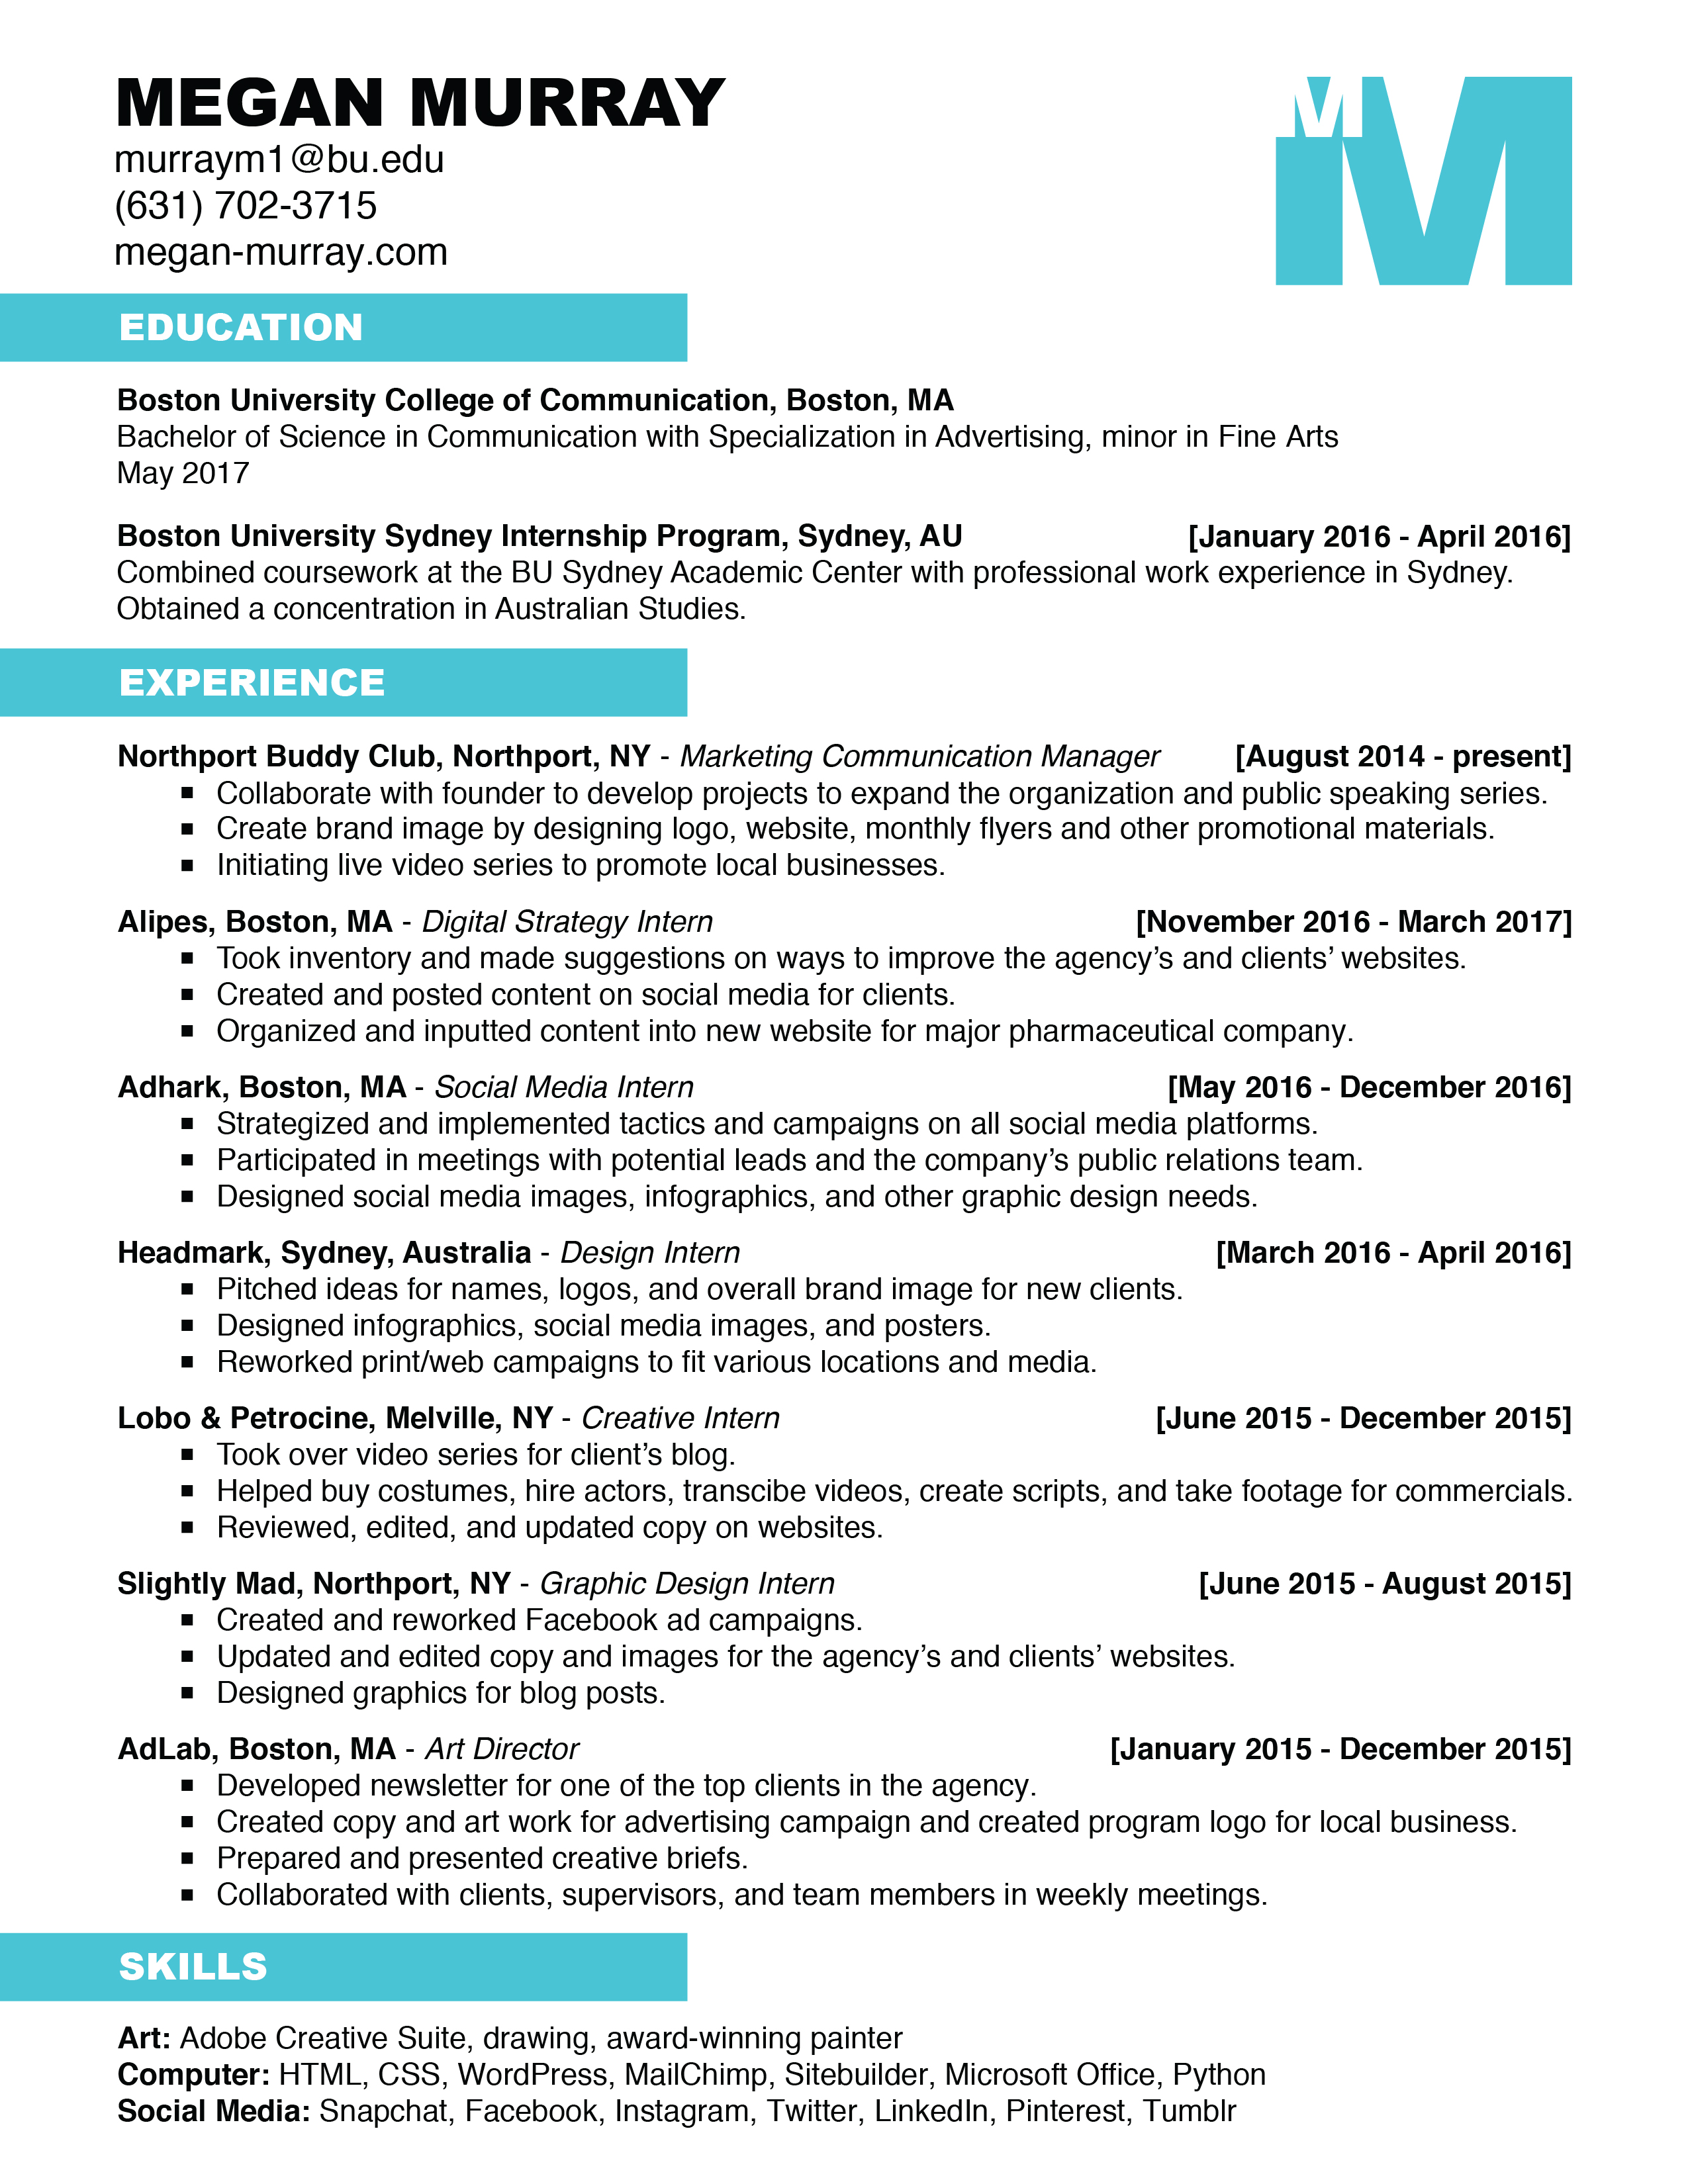 MEGAN MURRAY
murraym1@bu.edu
(631) 702-3715
megan-murray.com
MM
EDUCATION
Boston University College of Communication, Boston, MA
Bachelor of Science in Communication with Specialization in Advertising, minor in Fine Arts
May 2017
Boston University Sydney Internship Program, Sydney, AU [January 2016 - April 2016]
Combined coursework at the BU Sydney Academic Center with professional work experience in Sydney.
Obtained a concentration in Australian Studies.
EXPERIENCE
Northport Buddy Club, Northport, NY - Marketing Communication Manager [August 2014 - present]
▪ Collaborate with founder to develop projects to expand the organization and public speaking series.
▪ Create brand image by designing logo, website, monthly flyers and other promotional materials.
▪ Initiating live video series to promote local businesses.
Alipes, Boston, MA - Digital Strategy Intern [November 2016 - March 2017]
▪ Took inventory and made suggestions on ways to improve the agency’s and clients’ websites.
▪ Created and posted content on social media for clients.
▪ Organized and inputted content into new website for major pharmaceutical company.
Adhark, Boston, MA - Social Media Intern [May 2016 - December 2016]
▪ Strategized and implemented tactics and campaigns on all social media platforms.
▪ Participated in meetings with potential leads and the company’s public relations team.
▪ Designed social media images, infographics, and other graphic design needs.
Headmark, Sydney, Australia - Design Intern [March 2016 - April 2016]
▪ Pitched ideas for names, logos, and overall brand image for new clients.
▪ Designed infographics, social media images, and posters.
▪ Reworked print/web campaigns to fit various locations and media.
Lobo & Petrocine, Melville, NY - Creative Intern [June 2015 - December 2015]
▪ Took over video series for client’s blog.
▪ Helped buy costumes, hire actors, transcibe videos, create scripts, and take footage for commercials.
▪ Reviewed, edited, and updated copy on websites.
Slightly Mad, Northport, NY - Graphic Design Intern [June 2015 - August 2015]
▪ Created and reworked Facebook ad campaigns.
▪ Updated and edited copy and images for the agency’s and clients’ websites.
▪ Designed graphics for blog posts.
AdLab, Boston, MA - Art Director [January 2015 - December 2015]
▪ Developed newsletter for one of the top clients in the agency.
▪ Created copy and art work for advertising campaign and created program logo for local business.
▪ Prepared and presented creative briefs.
▪ Collaborated with clients, supervisors, and team members in weekly meetings.
SKILLS
Art: Adobe Creative Suite, drawing, award-winning painter
Computer: HTML, CSS, WordPress, MailChimp, Sitebuilder, Microsoft Office, Python
Social Media: Snapchat, Facebook, Instagram, Twitter, LinkedIn, Pinterest, Tumblr